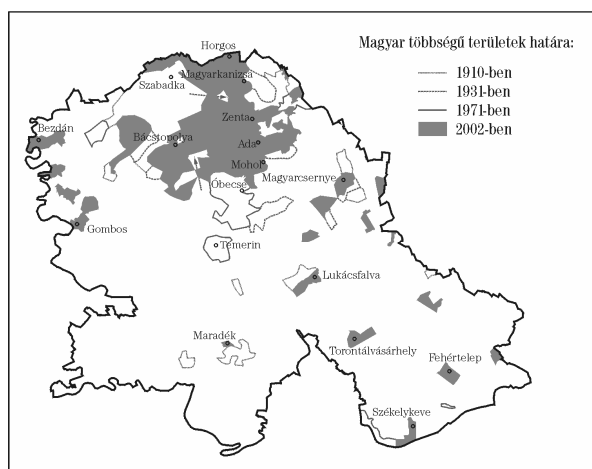 Magyar többségű területek határa:
1910-ben
1931-ben
1971-ben
2002-ben
Horgos
Szabadka
Magyarkanizsa
Zenta
Bezdán
Bácstopolya
Ada
Mohol
Magyarcsernye
Óbecse
Gombos
Temerin
Lukácsfalva
Maradék
Torontálvásárhely
Fehértelep
Székelykeve